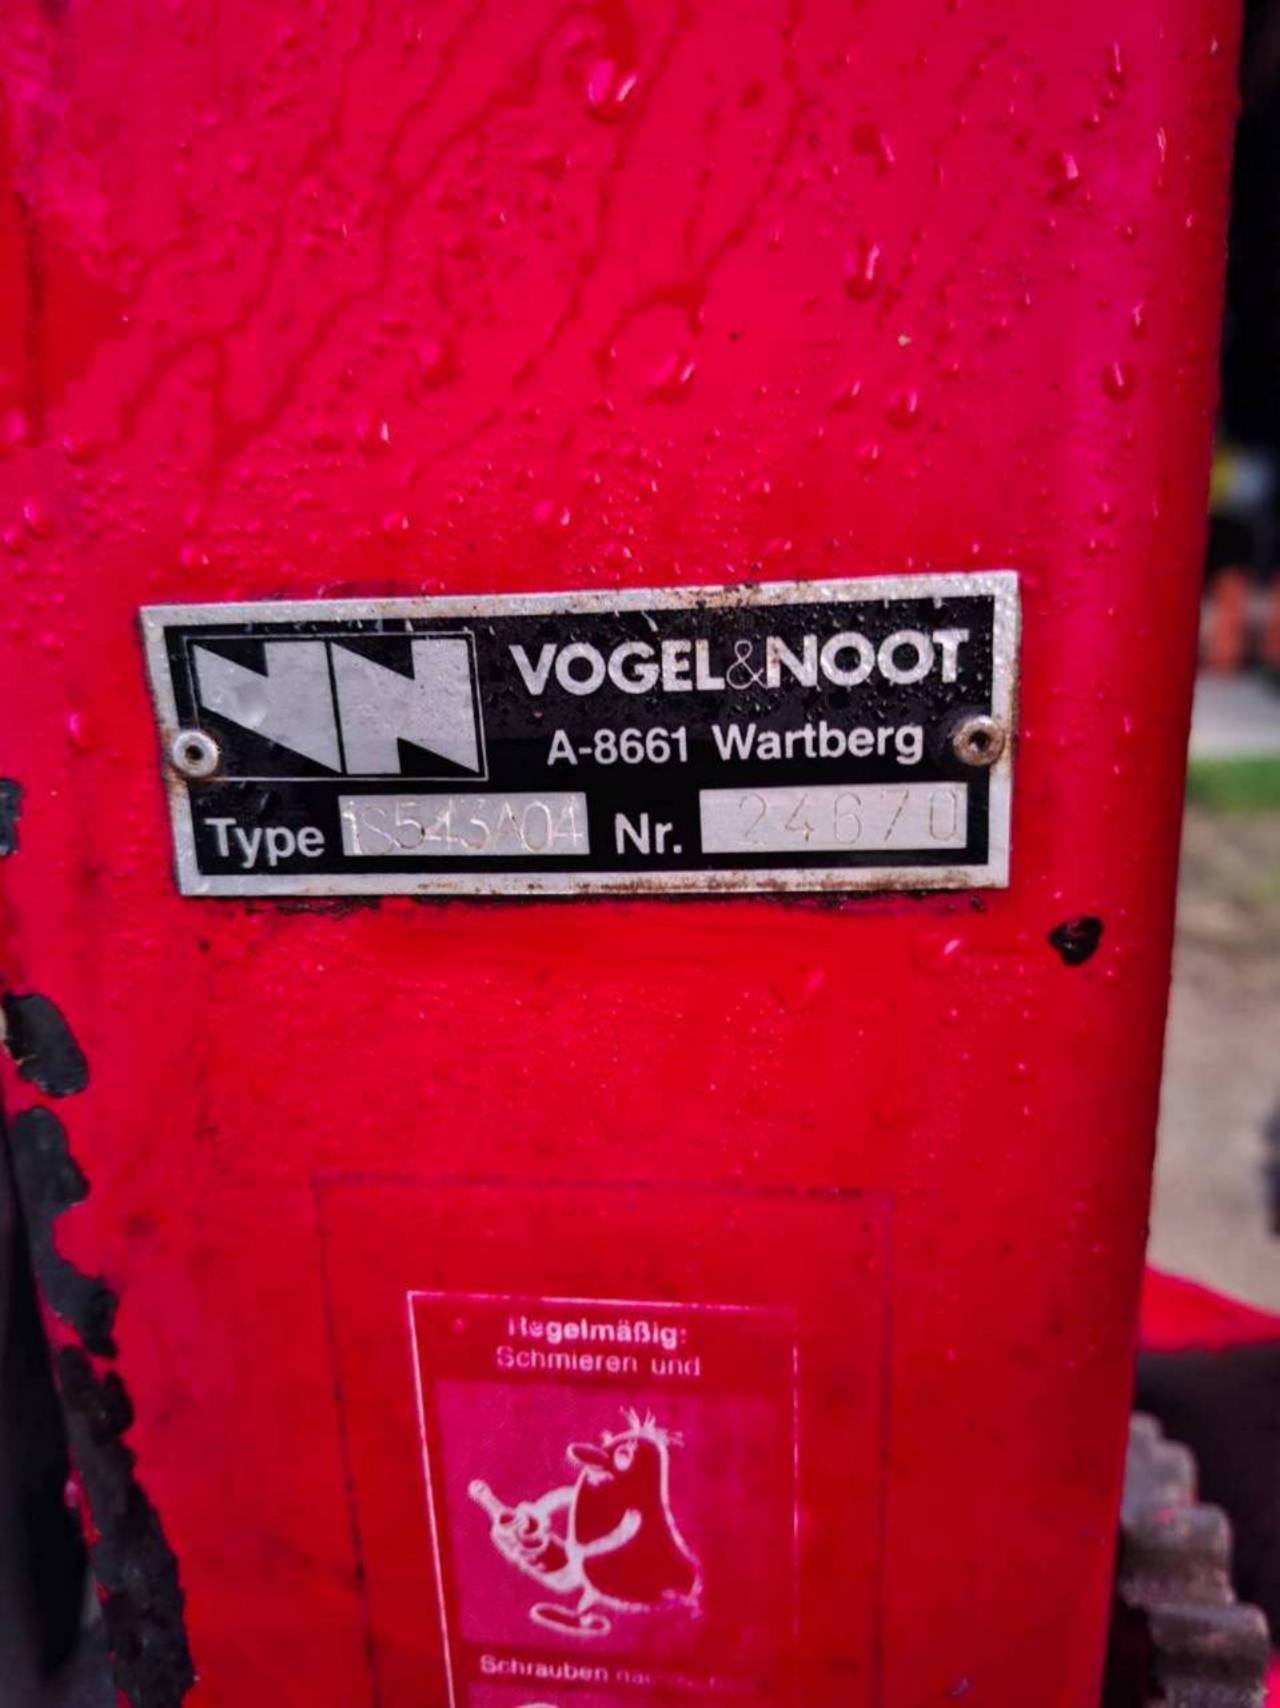 VOGEL&NOOT
A-8661 Wartberg
Type 1S543A04 Nr. 24670
Regelmäßig:
Schmieren und
Schrauben